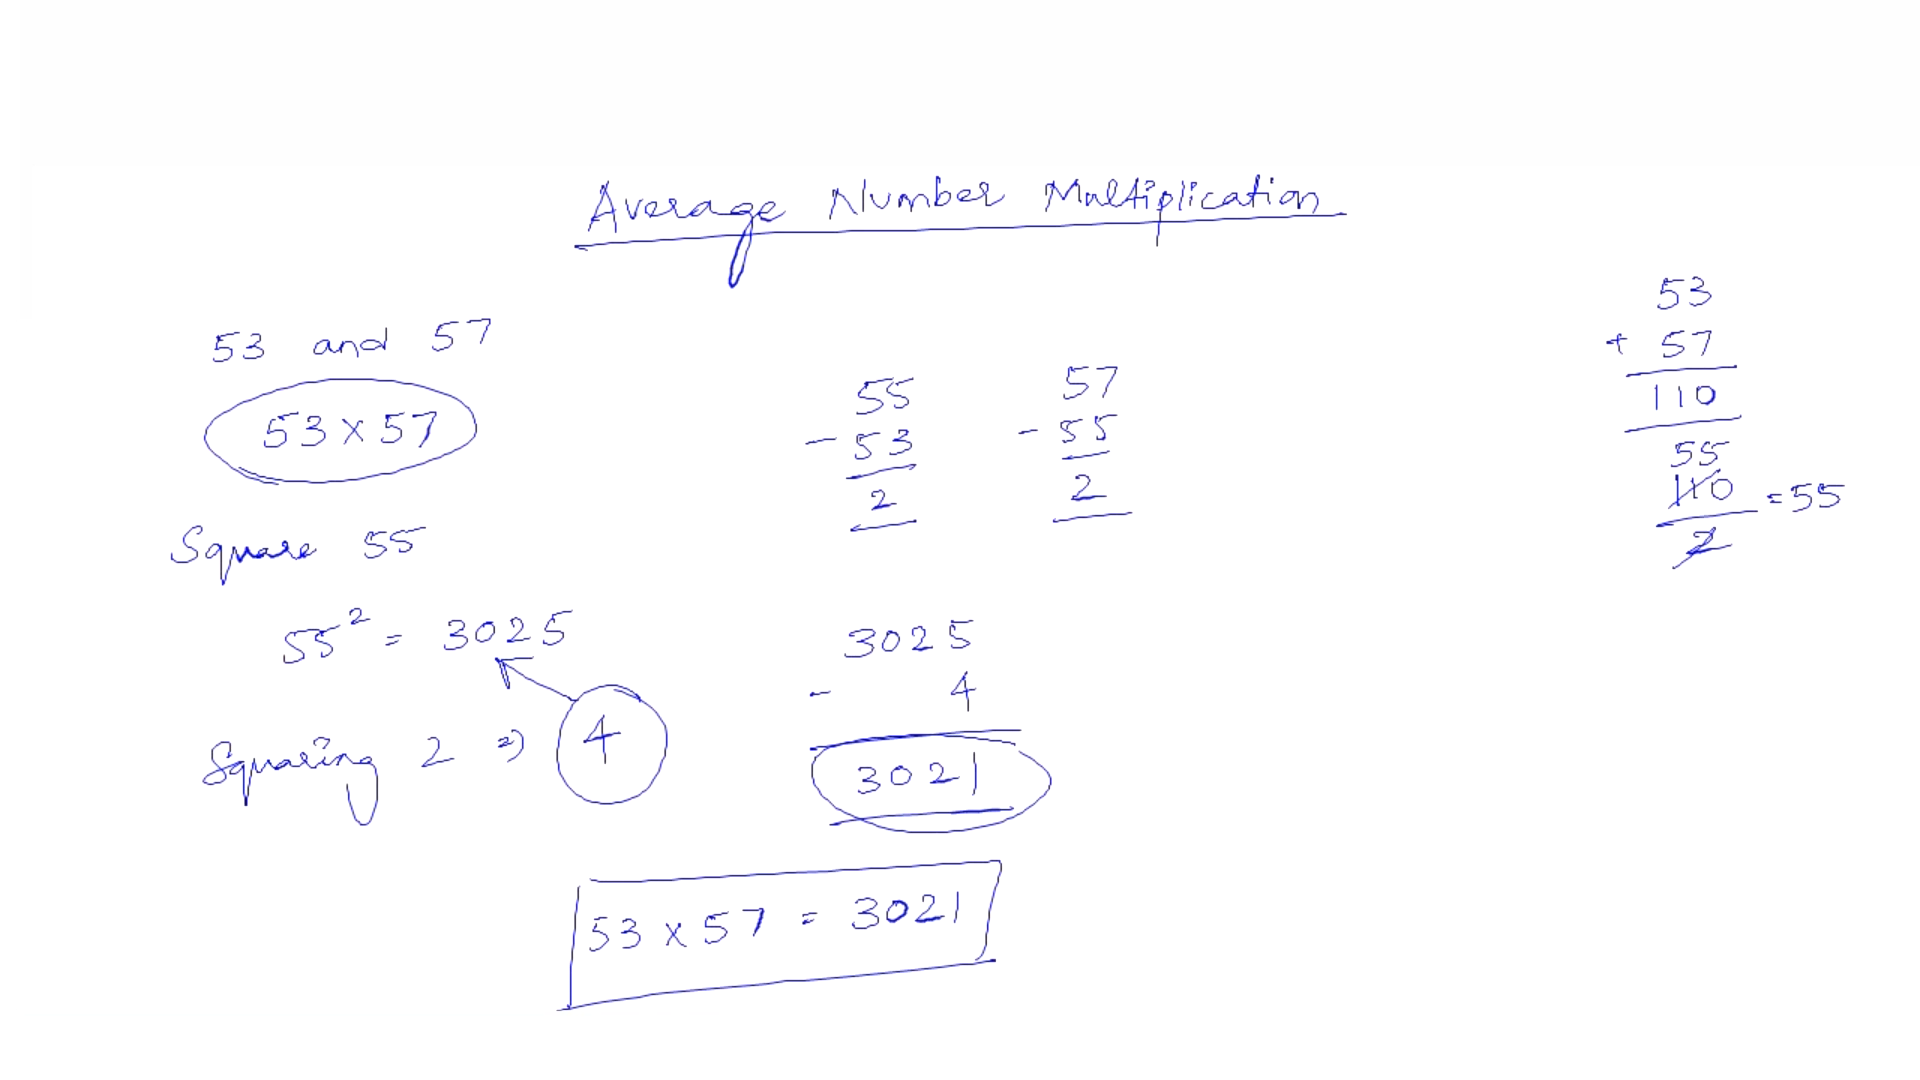 Average Number Multiplication
53 and 57
53 x 57
Square 55
55² = 3025
Squaring 2 ⇒ 4
55
- 53
2
57
- 55
2
3025
- 4
3021
53 x 57 = 3021
53
+ 57
110
55
110 = 55
2